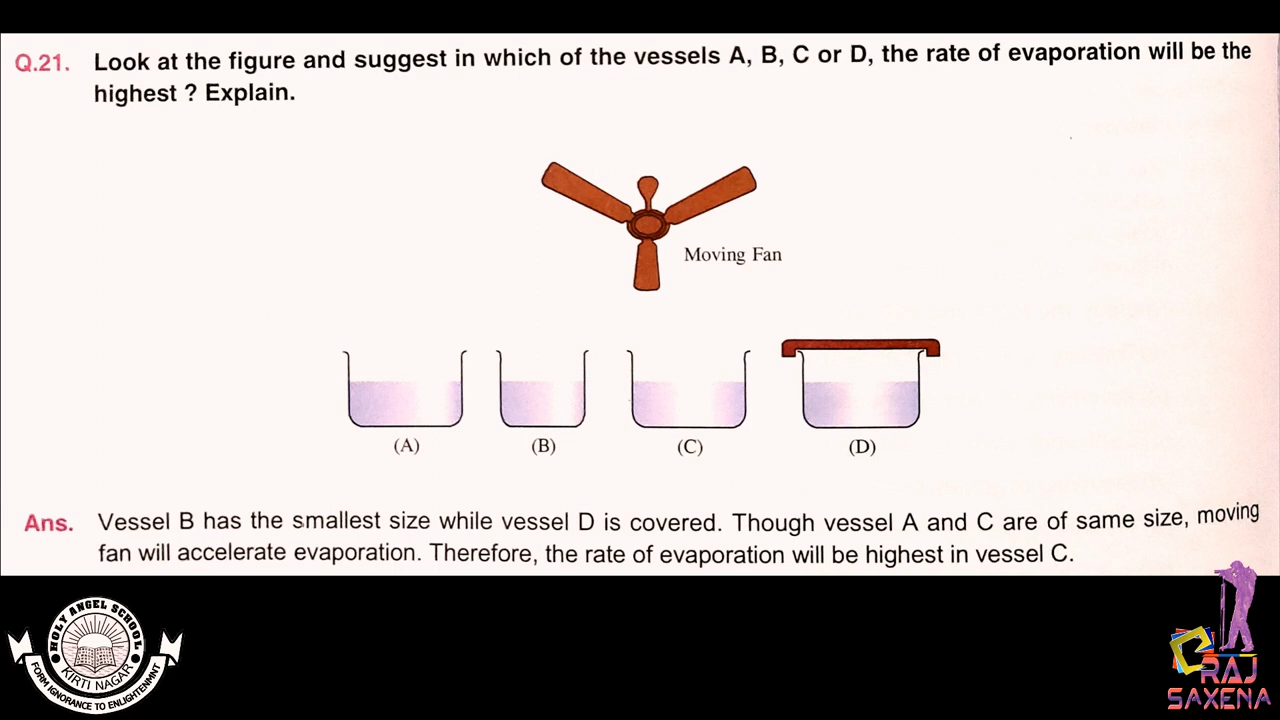 Q.21. Look at the figure and suggest in which of the vessels A, B, C or D, the rate of evaporation will be the
highest ? Explain.
Moving Fan
(A) (B) (C) (D)
Ans. Vessel B has the smallest size while vessel D is covered. Though vessel A and C are of same size, moving
fan will accelerate evaporation. Therefore, the rate of evaporation will be highest in vessel C.
HOLY ANGEL SCHOOL
KIRTI NAGAR
FORM IGNORANCE TO ENLIGHTENMNT
RAJ
SAXENA